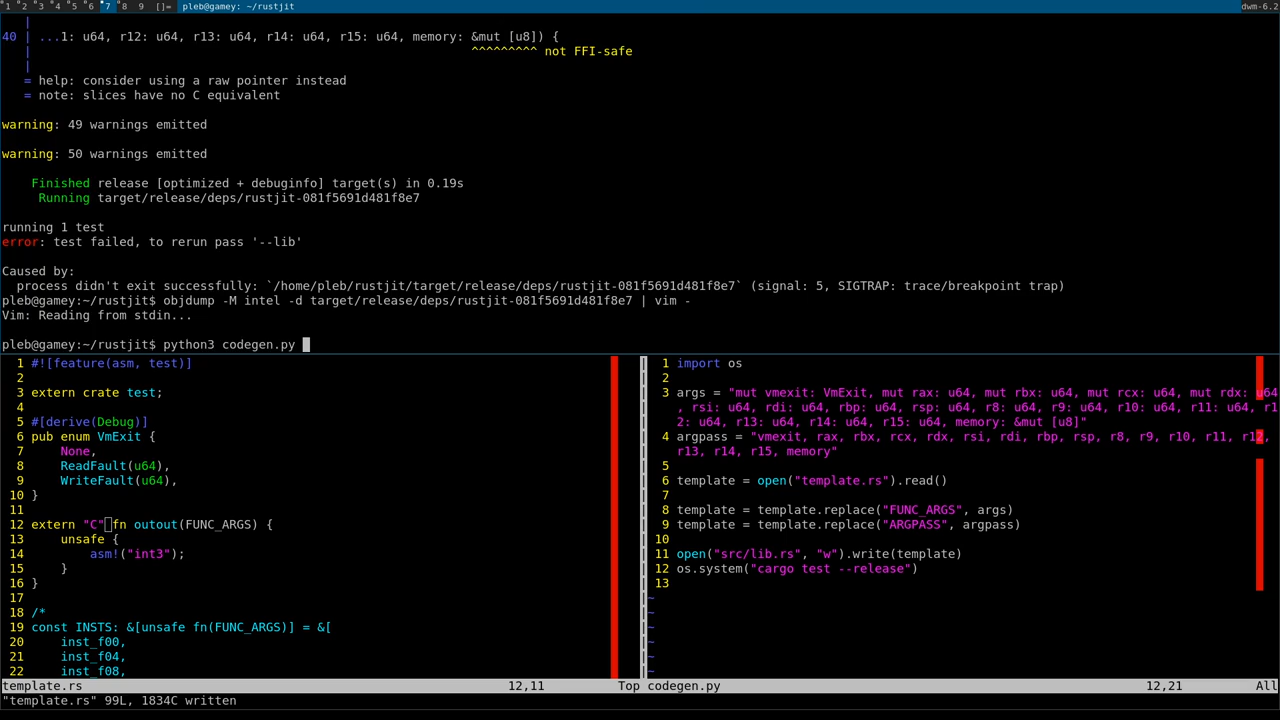 1 2 3 4 5 6 7 8 9 []= pleb@gamey: ~/rustjit dwm-6.2
|
40 | ...1: u64, r12: u64, r13: u64, r14: u64, r15: u64, memory: &mut [u8]) {
| ^^^^^^^^^ not FFI-safe
|
= help: consider using a raw pointer instead
= note: slices have no C equivalent
warning: 49 warnings emitted
warning: 50 warnings emitted
Finished release [optimized + debuginfo] target(s) in 0.19s
Running target/release/deps/rustjit-081f5691d481f8e7
running 1 test
error: test failed, to rerun pass '--lib'
Caused by:
process didn't exit successfully: `/home/pleb/rustjit/target/release/deps/rustjit-081f5691d481f8e7` (signal: 5, SIGTRAP: trace/breakpoint trap)
pleb@gamey:~/rustjit$ objdump -M intel -d target/release/deps/rustjit-081f5691d481f8e7 | vim -
Vim: Reading from stdin...
pleb@gamey:~/rustjit$ python3 codegen.py
1 #![feature(asm, test)]
2
3 extern crate test;
4
5 #[derive(Debug)]
6 pub enum VmExit {
7 None,
8 ReadFault(u64),
9 WriteFault(u64),
10 }
11
12 extern "C" fn outout(FUNC_ARGS) {
13 unsafe {
14 asm!("int3");
15 }
16 }
17
18 /*
19 const INSTS: &[unsafe fn(FUNC_ARGS)] = &[
20 inst_f00,
21 inst_f04,
22 inst_f08,
template.rs 12,11 Top
1 import os
2
3 args = "mut vmexit: VmExit, mut rax: u64, mut rbx: u64, mut rcx: u64, mut rdx: u64
, rsi: u64, rdi: u64, rbp: u64, rsp: u64, r8: u64, r9: u64, r10: u64, r11: u64, r1
2: u64, r13: u64, r14: u64, r15: u64, memory: &mut [u8]"
4 argpass = "vmexit, rax, rbx, rcx, rdx, rsi, rdi, rbp, rsp, r8, r9, r10, r11, r12,
r13, r14, r15, memory"
5
6 template = open("template.rs").read()
7
8 template = template.replace("FUNC_ARGS", args)
9 template = template.replace("ARGPASS", argpass)
10
11 open("src/lib.rs", "w").write(template)
12 os.system("cargo test --release")
13
~
~
~
~
~
~
codegen.py 12,21 All
"template.rs" 99L, 1834C written